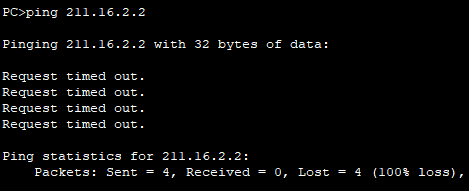 PC>ping 211.16.2.2
Pinging 211.16.2.2 with 32 bytes of data:
Request timed out.
Request timed out.
Request timed out.
Request timed out.
Ping statistics for 211.16.2.2:
Packets: Sent = 4, Received = 0, Lost = 4 (100% loss),